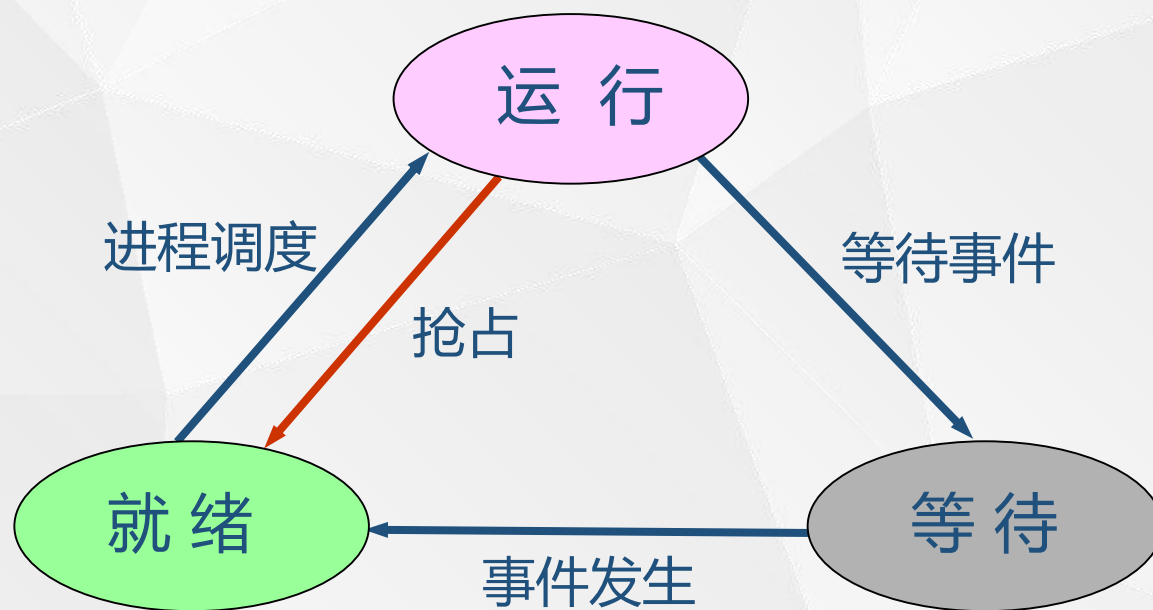 运 行
进程调度
等待事件
抢占
就 绪
等 待
事件发生